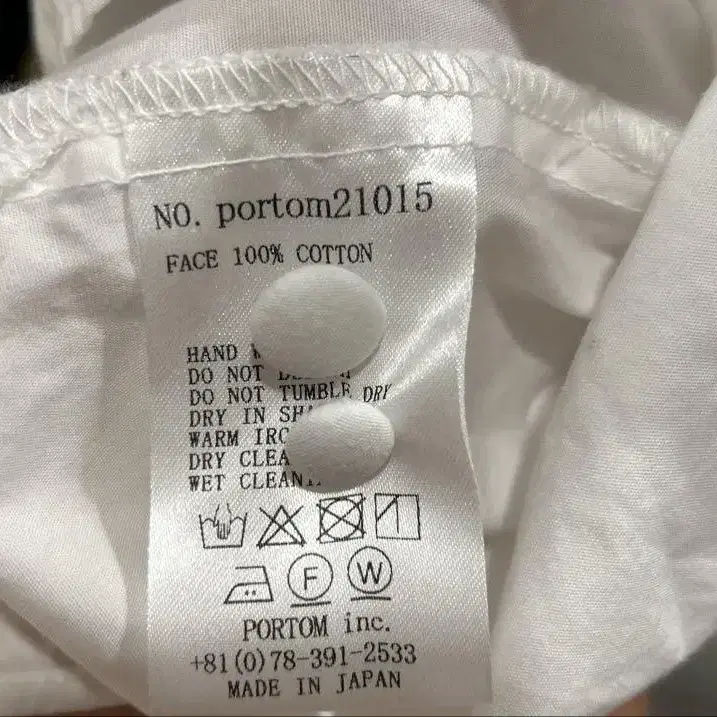 NO. portom21015
FACE 100% COTTON
HAND
DO NOT
DO NOT TUMBLE DRY
DRY IN
WARM
DRY
WET
F W
PORTOM inc.
+81(0)78-391-2533
MADE IN JAPAN